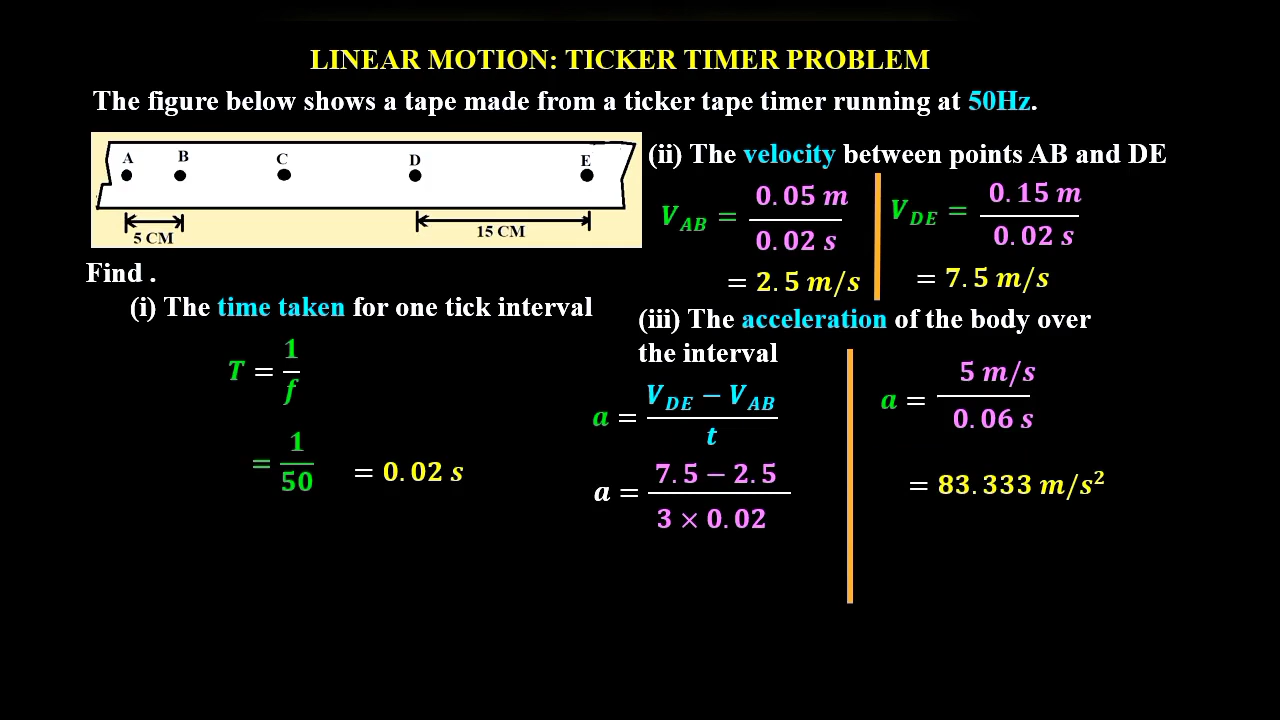 LINEAR MOTION: TICKER TIMER PROBLEM
The figure below shows a tape made from a ticker tape timer running at 50Hz.
A B C D E
5 CM
15 CM
Find .
(i) The time taken for one tick interval
T = 1/f
= 1/50 = 0.02 s
(ii) The velocity between points AB and DE
V_AB = 0.05 m / 0.02 s
= 2.5 m/s
V_DE = 0.15 m / 0.02 s
= 7.5 m/s
(iii) The acceleration of the body over
the interval
a = V_DE − V_AB / t
a = 7.5 − 2.5 / 3 × 0.02
a = 5 m/s / 0.06 s
= 83.333 m/s²